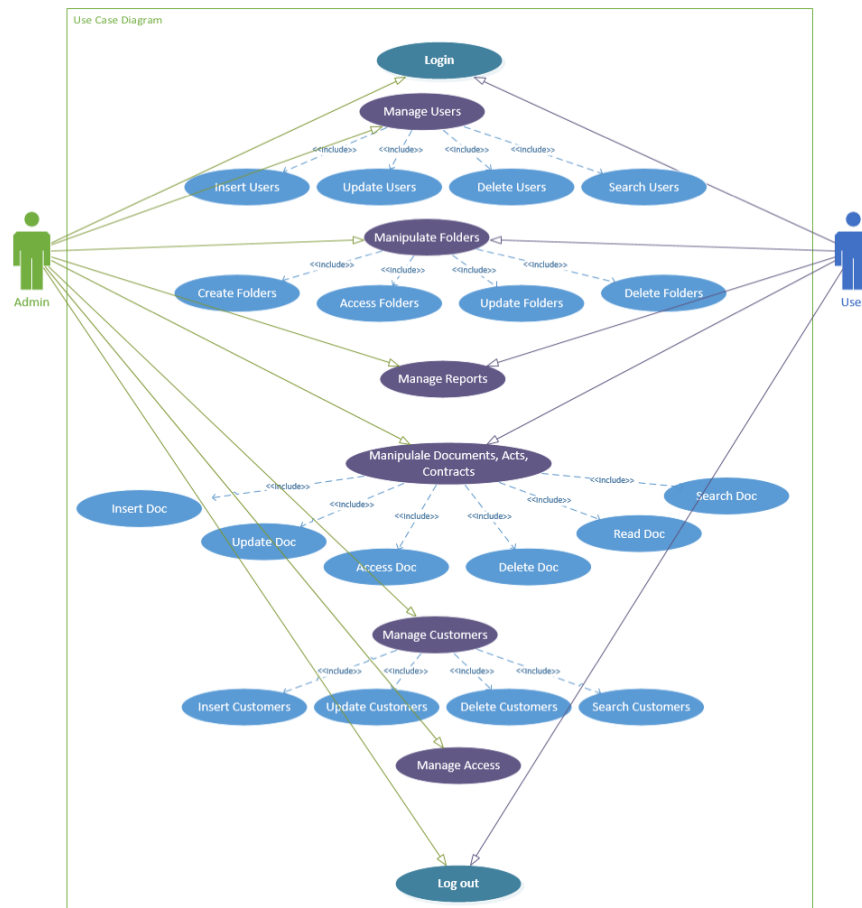 Use Case Diagram
Login
Manage Users
<<include>>
<<include>>
<<include>>
<<include>>
Insert Users
Update Users
Delete Users
Search Users
Admin
Use
Manipulate Folders
<<include>>
<<include>>
<<include>>
<<include>>
Create Folders
Access Folders
Update Folders
Delete Folders
Manage Reports
Manipulale Documents, Acts,
Contracts
<<include>>
<<include>>
<<include>>
<<include>>
<<include>>
<<include>>
Insert Doc
Update Doc
Access Doc
Delete Doc
Read Doc
Search Doc
Manage Customers
<<include>>
<<include>>
<<include>>
<<include>>
Insert Customers
Update Customers
Delete Customers
Search Customers
Manage Access
Log out